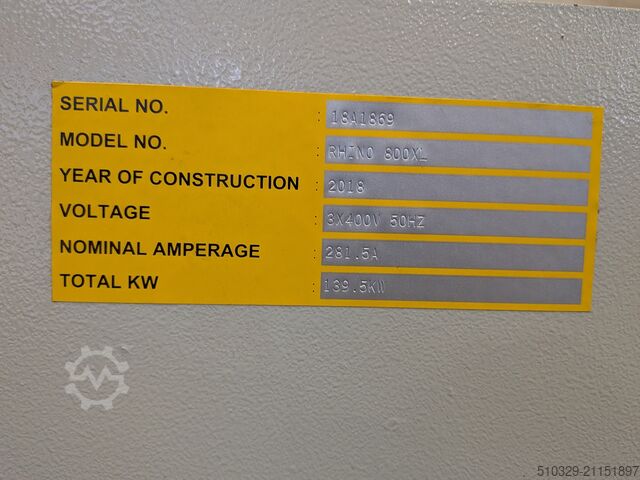 SERIAL NO. : 18A1869
MODEL NO. : RHINO 800XL
YEAR OF CONSTRUCTION : 2018
VOLTAGE : 3X400V 50HZ
NOMINAL AMPERAGE : 281.5A
TOTAL KW : 139.5KW
510329-21151897